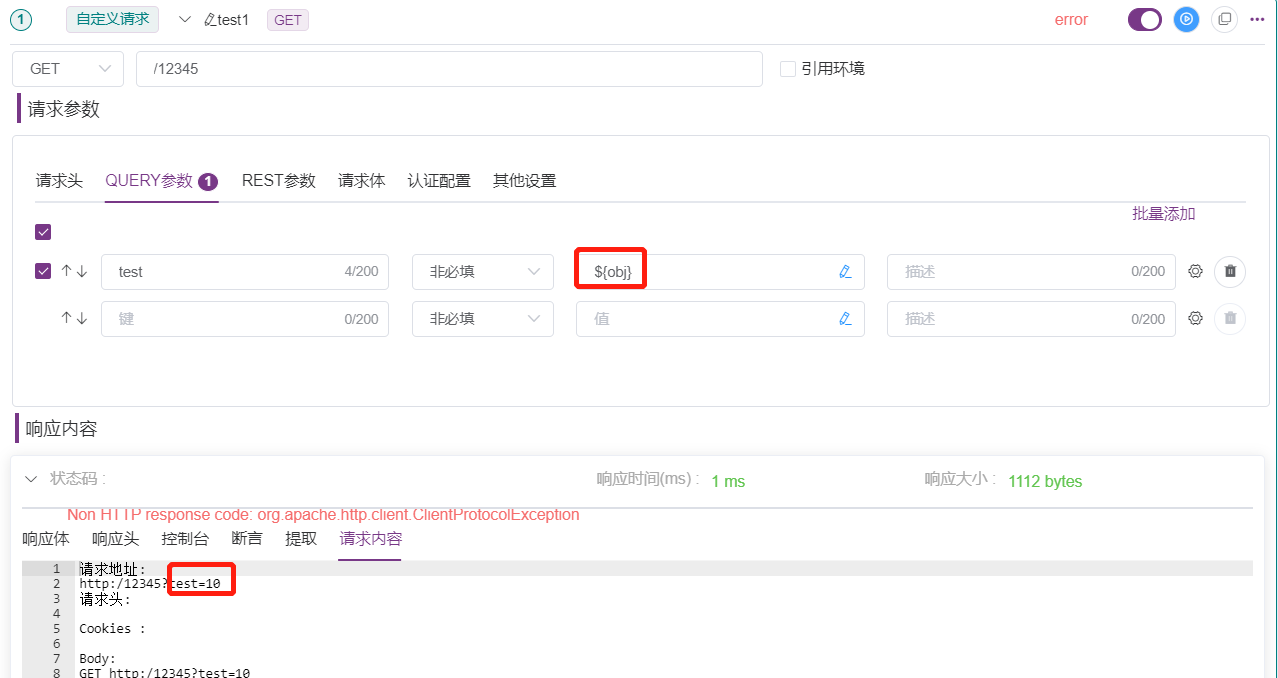 1 自定义请求 test1 GET error
GET /12345 引用环境
请求参数
请求头 QUERY参数 1 REST参数 请求体 认证配置 其他设置
批量添加
test 4/200 非必填 ${obj} 描述 0/200
键 0/200 非必填 值 描述 0/200
响应内容
状态码 : 响应时间(ms) : 1 ms 响应大小 : 1112 bytes
Non HTTP response code: org.apache.http.client.ClientProtocolException
响应体 响应头 控制台 断言 提取 请求内容
1 请求地址:
2 http:/12345?test=10
3 请求头:
4
5 Cookies :
6
7 Body:
8 GET http:/12345?test=10